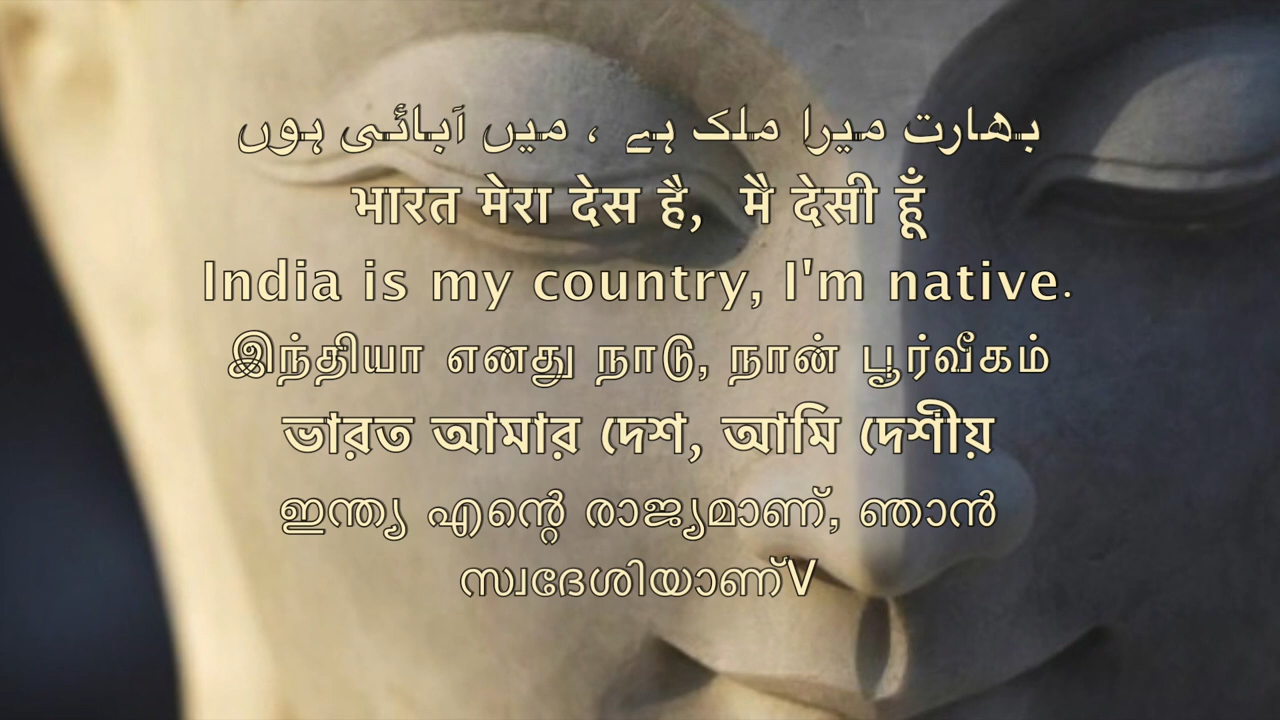 بھارت میرا ملک ہے ، میں آبائی ہوں
भारत मेरा देस है, मै देसी हूँ
India is my country, I'm native.
இந்தியா எனது நாடு, நான் பூர்வீகம்
ভারত আমার দেশ, আমি দেশীয়
ഇന്ത്യ എന്റെ രാജ്യമാണ്, ഞാൻ
സ്വദേശിയാണ്V